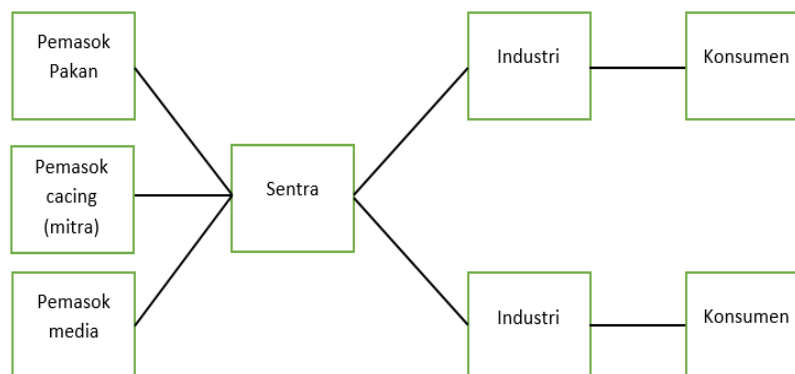 Pemasok
Pakan
Pemasok
cacing
(mitra)
Pemasok
media
Sentra
Industri
Konsumen
Industri
Konsumen